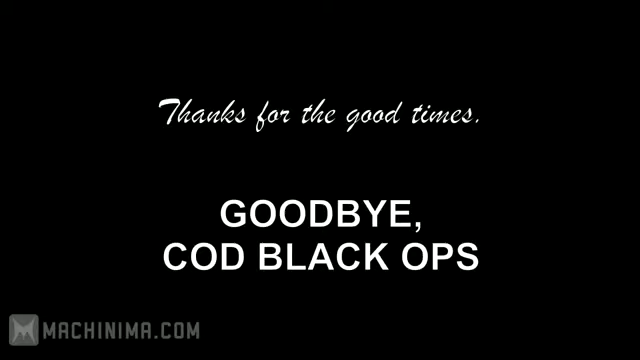 Thanks for the good times.
GOODBYE,
COD BLACK OPS
MACHINIMA.COM